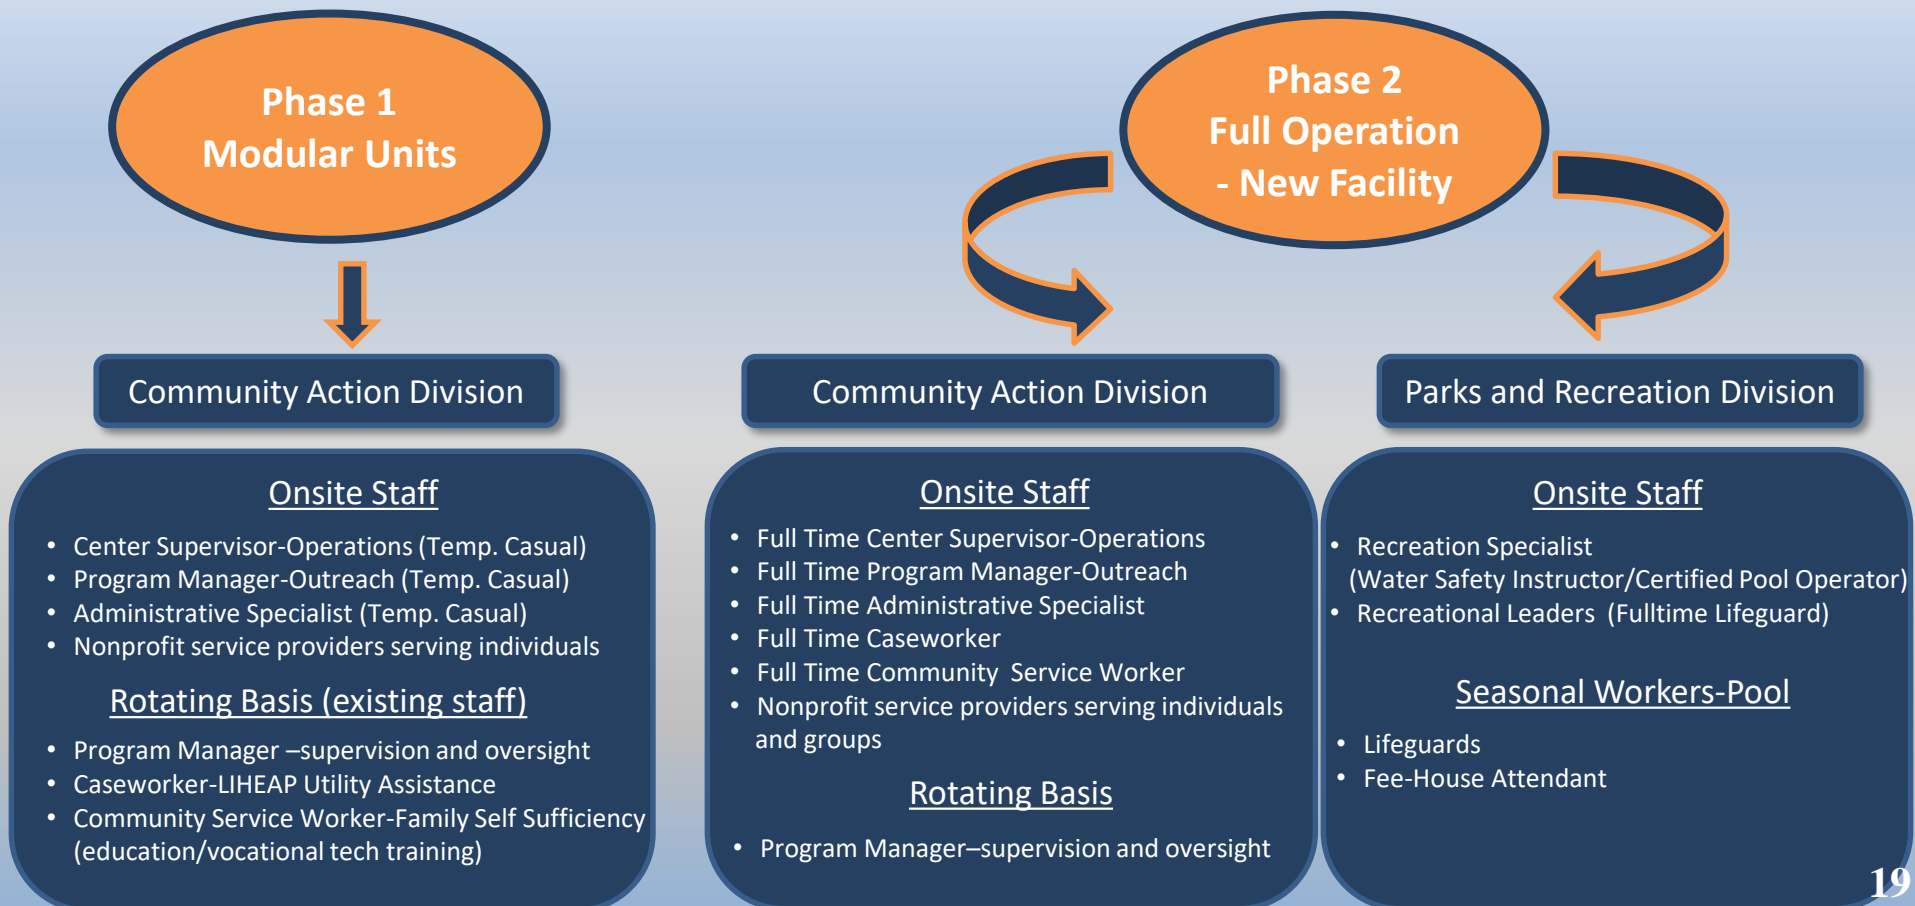 Phase 1
Modular Units
Phase 2
Full Operation
- New Facility
Community Action Division
Onsite Staff
• Center Supervisor-Operations (Temp. Casual)
• Program Manager-Outreach (Temp. Casual)
• Administrative Specialist (Temp. Casual)
• Nonprofit service providers serving individuals
Rotating Basis (existing staff)
• Program Manager –supervision and oversight
• Caseworker-LIHEAP Utility Assistance
• Community Service Worker-Family Self Sufficiency
(education/vocational tech training)
Community Action Division
Onsite Staff
• Full Time Center Supervisor-Operations
• Full Time Program Manager-Outreach
• Full Time Administrative Specialist
• Full Time Caseworker
• Full Time Community  Service Worker
• Nonprofit service providers serving individuals
and groups
Rotating Basis
• Program Manager–supervision and oversight
Parks and Recreation Division
Onsite Staff
• Recreation Specialist
(Water Safety Instructor/Certified Pool Operator)
• Recreational Leaders  (Fulltime Lifeguard)
Seasonal Workers-Pool
• Lifeguards
• Fee-House Attendant
19